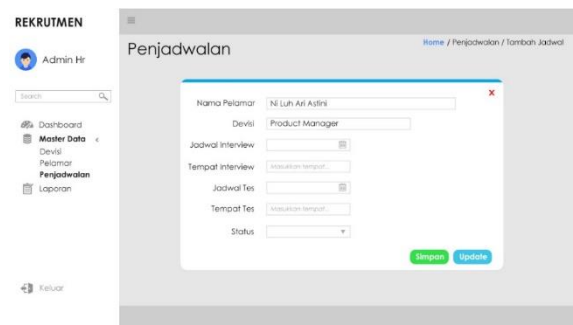 REKRUTMEN
Admin Hr
Search
Dashboard
Master Data <
Devisi
Pelamar
Penjadwalan
Laporan
Keluar
Penjadwalan
Home / Penjadwalan / Tambah Jadwal
x
Nama Pelamar Ni Luh Ari Astini
Devisi Product Manager
Jadwal Interview
Tempat Interview Masukkan tempat...
Jadwal Tes
Tempat Tes Masukkan tempat...
Status
Simpan Update